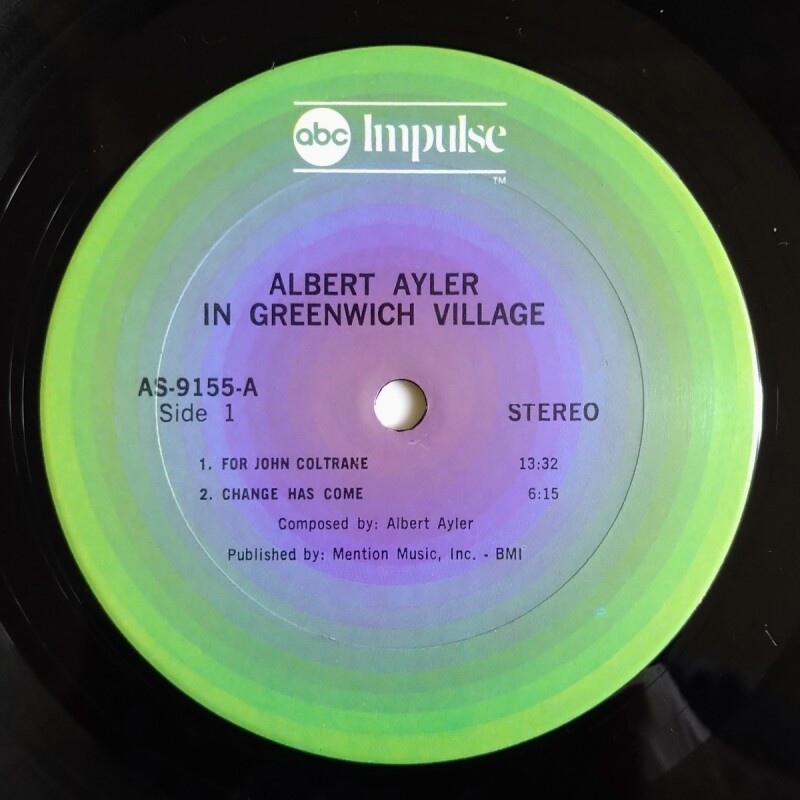 abc Impulse
TM
ALBERT AYLER
IN GREENWICH VILLAGE
AS-9155-A
Side 1
STEREO
1. FOR JOHN COLTRANE 13:32
2. CHANGE HAS COME 6:15
Composed by: Albert Ayler
Published by: Mention Music, Inc. - BMI